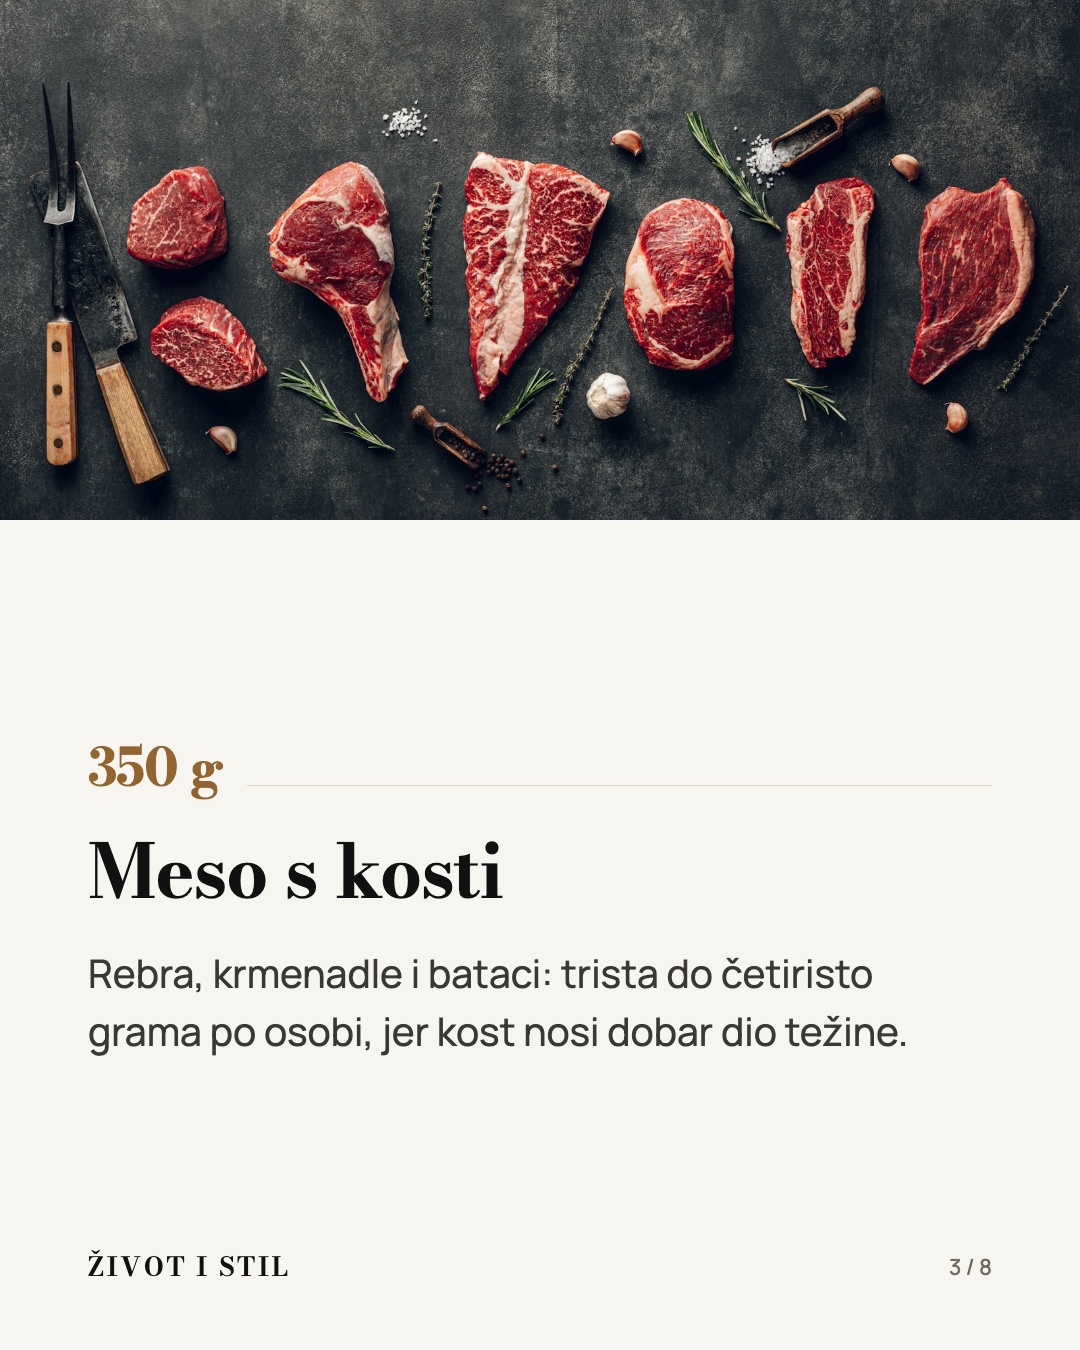 350 g
Meso s kosti
Rebra, krmenadle i bataci: trista do četiristo
grama po osobi, jer kost nosi dobar dio težine.
ŽIVOT I STIL
3 / 8